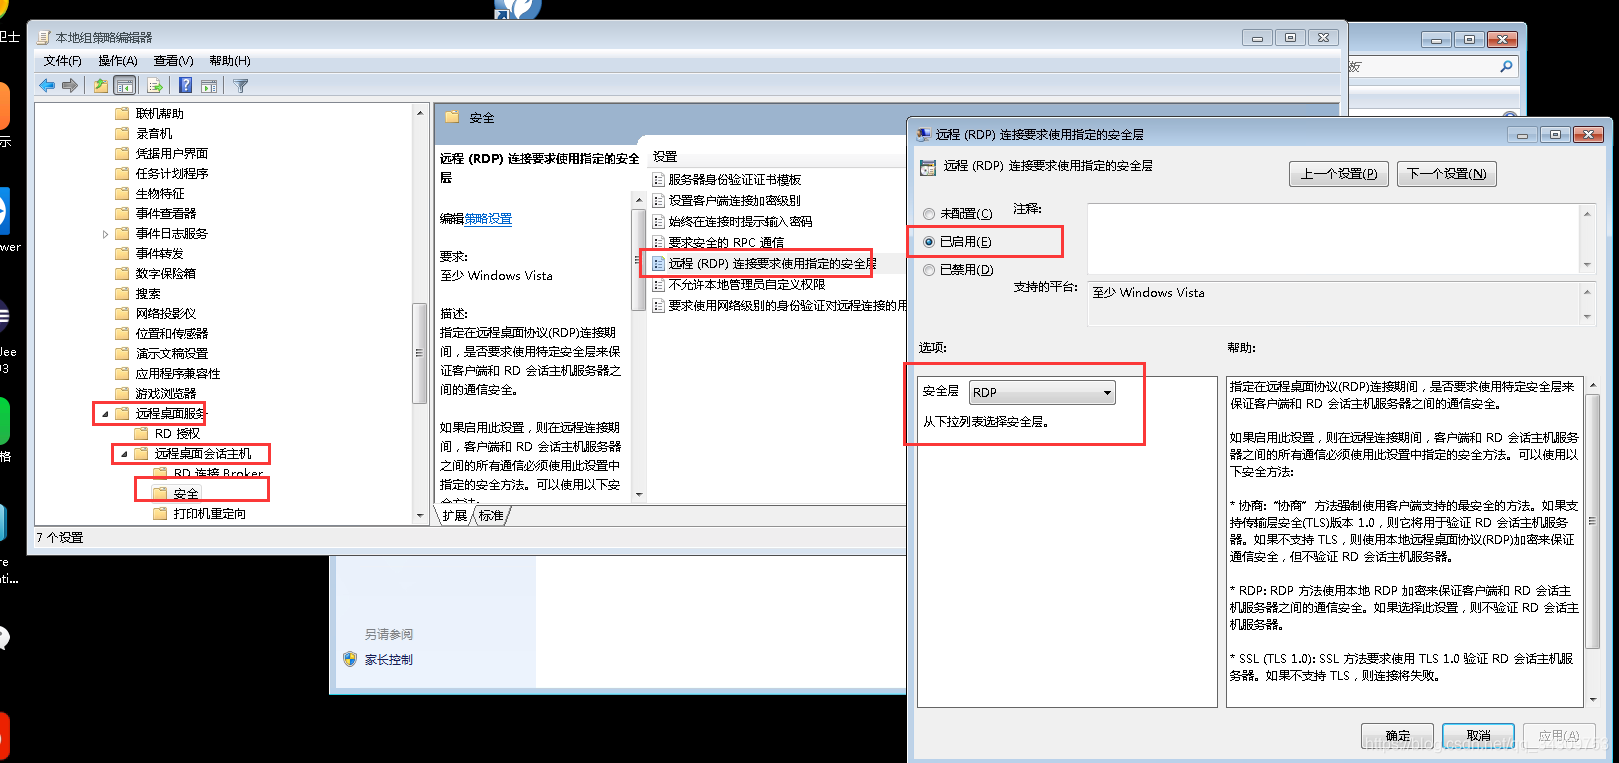 卫士
示
wer
Jee
03
格
re
ati...
本地组策略编辑器
文件(F) 操作(A) 查看(V) 帮助(H)
联机帮助
录音机
凭据用户界面
任务计划程序
生物特征
事件查看器
事件日志服务
事件转发
数字保险箱
搜索
网络投影仪
位置和传感器
演示文稿设置
应用程序兼容性
游戏浏览器
远程桌面服务
RD 授权
远程桌面会话主机
RD 连接 Broker
安全
打印机重定向
7 个设置
安全
远程 (RDP) 连接要求使用指定的安全
层
编辑策略设置
要求:
至少 Windows Vista
描述:
指定在远程桌面协议(RDP)连接期
间，是否要求使用特定安全层来保
证客户端和 RD 会话主机服务器之
间的通信安全。
如果启用此设置，则在远程连接期
间，客户端和 RD 会话主机服务器
之间的所有通信必须使用此设置中
指定的安全方法。可以使用以下安
全方法:
设置
服务器身份验证证书模板
设置客户端连接加密级别
始终在连接时提示输入密码
要求安全的 RPC 通信
远程 (RDP) 连接要求使用指定的安全层
不允许本地管理员自定义权限
要求使用网络级别的身份验证对远程连接的用
扩展 标准
另请参阅
家长控制
板
远程 (RDP) 连接要求使用指定的安全层
远程 (RDP) 连接要求使用指定的安全层
上一个设置(P) 下一个设置(N)
未配置(C) 注释:
已启用(E)
已禁用(D)
支持的平台: 至少 Windows Vista
选项: 帮助:
安全层 RDP
从下拉列表选择安全层。
指定在远程桌面协议(RDP)连接期间，是否要求使用特定安全层来
保证客户端和 RD 会话主机服务器之间的通信安全。
如果启用此设置，则在远程连接期间，客户端和 RD 会话主机服务
器之间的所有通信必须使用此设置中指定的安全方法。可以使用以
下安全方法:
* 协商:“协商” 方法强制使用客户端支持的最安全的方法。如果支
持传输层安全(TLS)版本 1.0，则它将用于验证 RD 会话主机服务
器。如果不支持 TLS，则使用本地远程桌面协议(RDP)加密来保证
通信安全，但不验证 RD 会话主机服务器。
* RDP: RDP 方法使用本地 RDP 加密来保证客户端和 RD 会话主
机服务器之间的通信安全。如果选择此设置，则不验证 RD 会话主
机服务器。
* SSL (TLS 1.0): SSL 方法要求使用 TLS 1.0 验证 RD 会话主机服
务器。如果不支持 TLS，则连接将失败。
确定 取消 应用(A)